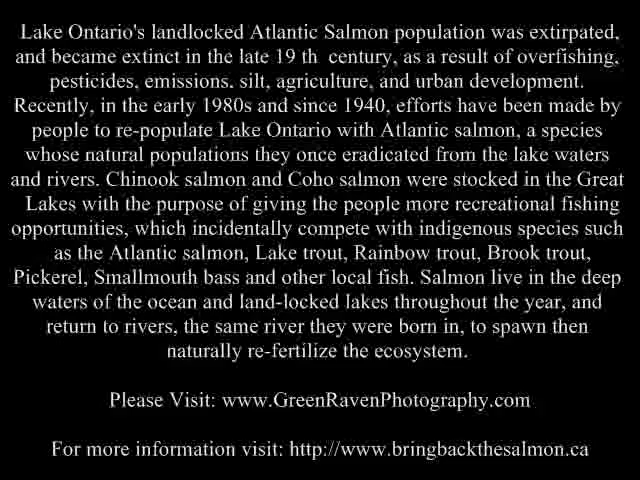 Lake Ontario's landlocked Atlantic Salmon population was extirpated,
and became extinct in the late 19 th century, as a result of overfishing,
pesticides, emissions. silt, agriculture, and urban development.
Recently, in the early 1980s and since 1940, efforts have been made by
people to re-populate Lake Ontario with Atlantic salmon, a species
whose natural populations they once eradicated from the lake waters
and rivers. Chinook salmon and Coho salmon were stocked in the Great
Lakes with the purpose of giving the people more recreational fishing
opportunities, which incidentally compete with indigenous species such
as the Atlantic salmon, Lake trout, Rainbow trout, Brook trout,
Pickerel, Smallmouth bass and other local fish. Salmon live in the deep
waters of the ocean and land-locked lakes throughout the year, and
return to rivers, the same river they were born in, to spawn then
naturally re-fertilize the ecosystem.
Please Visit: www.GreenRavenPhotography.com
For more information visit: http://www.bringbackthesalmon.ca